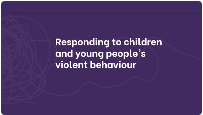 Responding to children
and young people's
violent behaviour